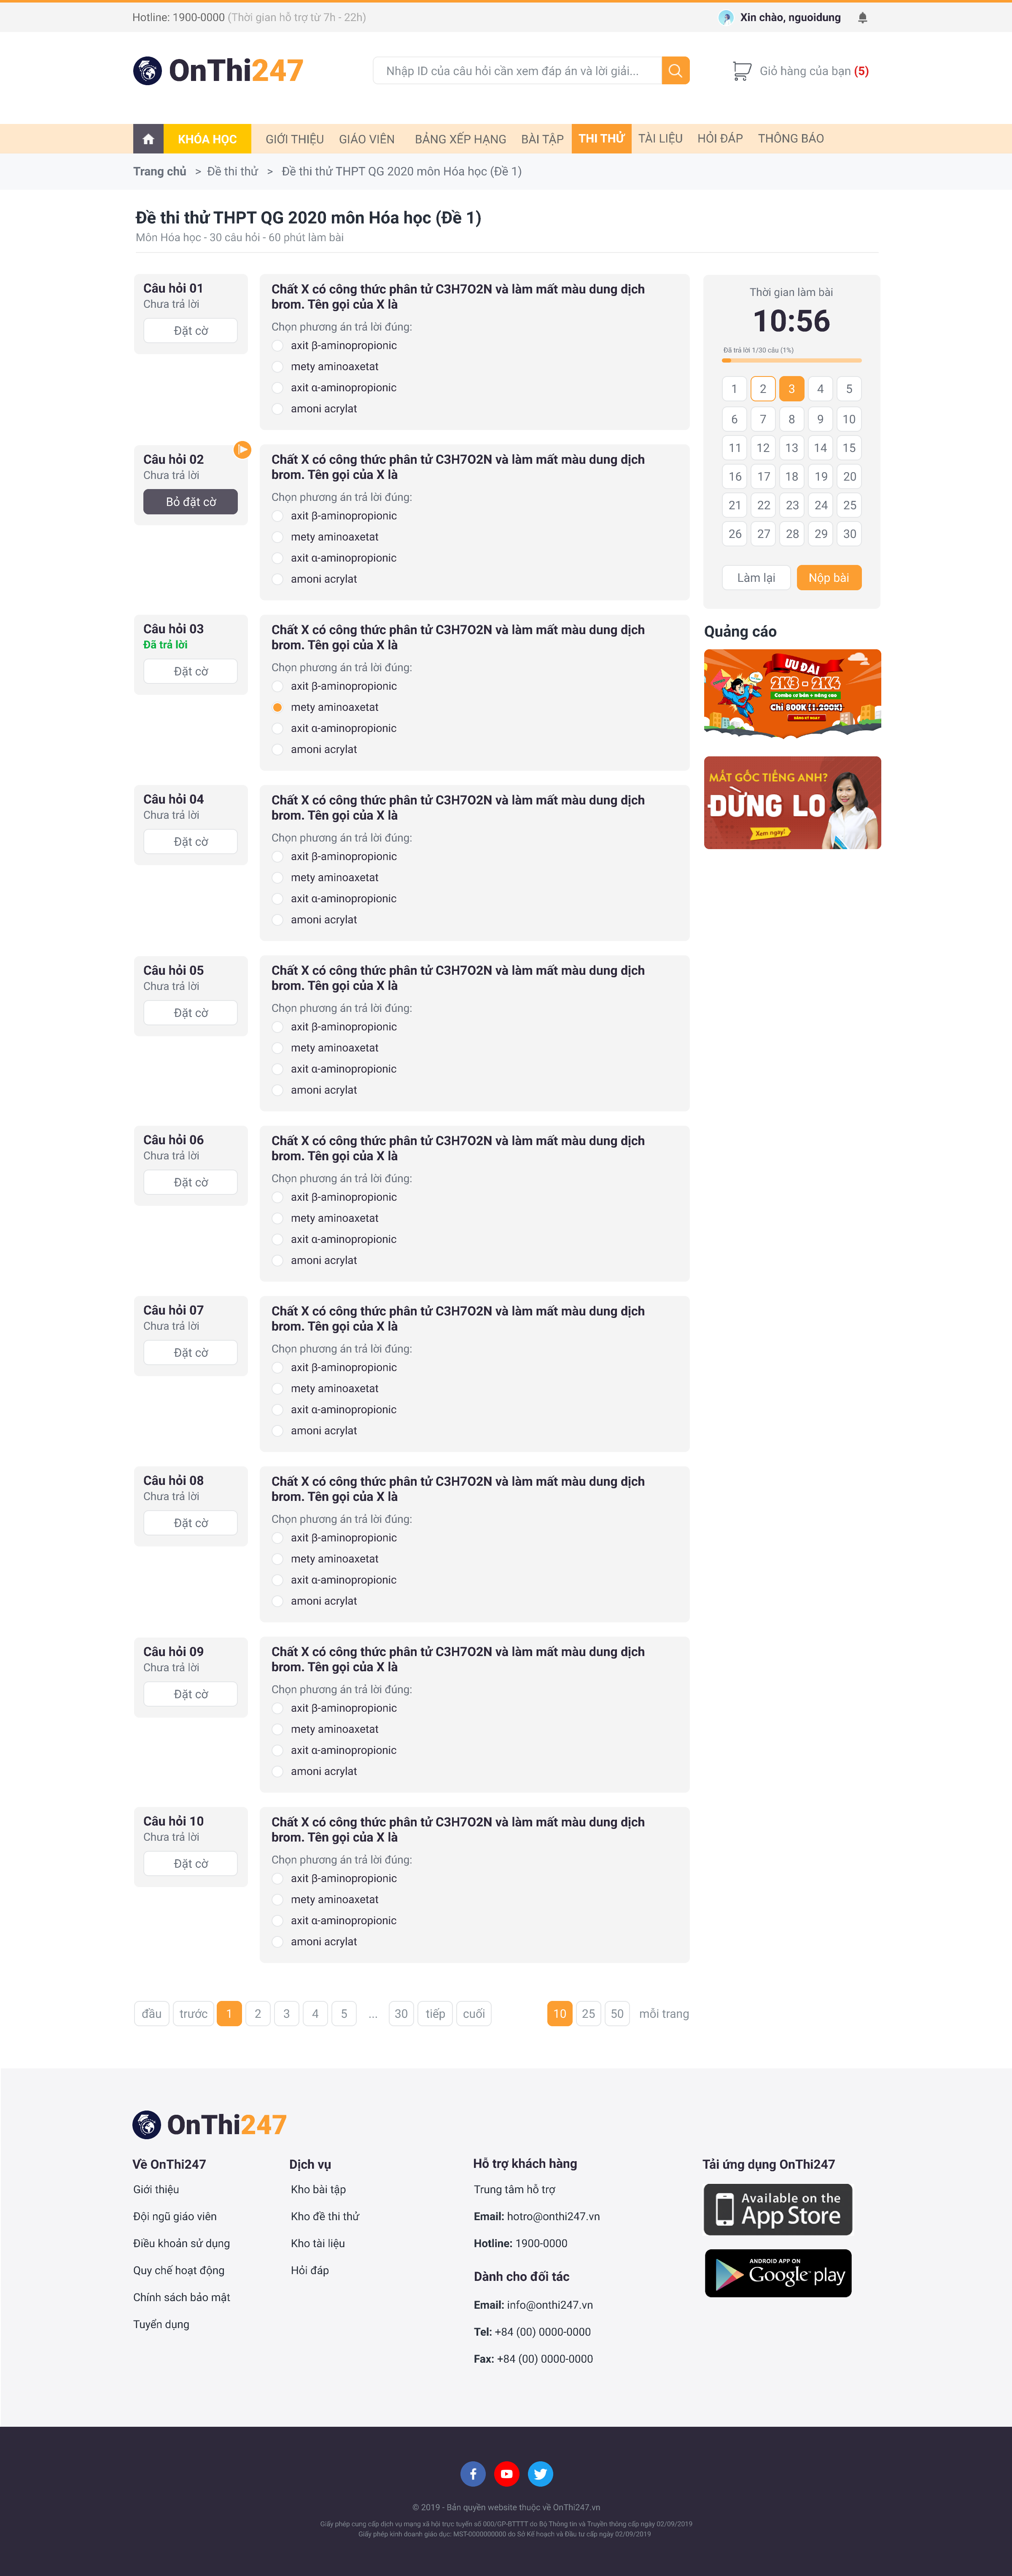 Hotline: 1900-0000 (Thời gian hỗ trợ từ 7h - 22h)
Xin chào, nguoidung
OnThi247
Nhập ID của câu hỏi cần xem đáp án và lời giải...
Giỏ hàng của bạn (5)
KHÓA HỌC GIỚI THIỆU GIÁO VIÊN BẢNG XẾP HẠNG BÀI TẬP THI THỬ TÀI LIỆU HỎI ĐÁP THÔNG BÁO
Trang chủ > Đề thi thử > Đề thi thử THPT QG 2020 môn Hóa học (Đề 1)
Đề thi thử THPT QG 2020 môn Hóa học (Đề 1)
Môn Hóa học - 30 câu hỏi - 60 phút làm bài
Câu hỏi 01
Chưa trả lời
Đặt cờ
Chất X có công thức phân tử C3H7O2N và làm mất màu dung dịch
brom. Tên gọi của X là
Chọn phương án trả lời đúng:
axit β-aminopropionic
mety aminoaxetat
axit α-aminopropionic
amoni acrylat
Câu hỏi 02
Chưa trả lời
Bỏ đặt cờ
Chất X có công thức phân tử C3H7O2N và làm mất màu dung dịch
brom. Tên gọi của X là
Chọn phương án trả lời đúng:
axit β-aminopropionic
mety aminoaxetat
axit α-aminopropionic
amoni acrylat
Câu hỏi 03
Đã trả lời
Đặt cờ
Chất X có công thức phân tử C3H7O2N và làm mất màu dung dịch
brom. Tên gọi của X là
Chọn phương án trả lời đúng:
axit β-aminopropionic
mety aminoaxetat
axit α-aminopropionic
amoni acrylat
Câu hỏi 04
Chưa trả lời
Đặt cờ
Chất X có công thức phân tử C3H7O2N và làm mất màu dung dịch
brom. Tên gọi của X là
Chọn phương án trả lời đúng:
axit β-aminopropionic
mety aminoaxetat
axit α-aminopropionic
amoni acrylat
Câu hỏi 05
Chưa trả lời
Đặt cờ
Chất X có công thức phân tử C3H7O2N và làm mất màu dung dịch
brom. Tên gọi của X là
Chọn phương án trả lời đúng:
axit β-aminopropionic
mety aminoaxetat
axit α-aminopropionic
amoni acrylat
Câu hỏi 06
Chưa trả lời
Đặt cờ
Chất X có công thức phân tử C3H7O2N và làm mất màu dung dịch
brom. Tên gọi của X là
Chọn phương án trả lời đúng:
axit β-aminopropionic
mety aminoaxetat
axit α-aminopropionic
amoni acrylat
Câu hỏi 07
Chưa trả lời
Đặt cờ
Chất X có công thức phân tử C3H7O2N và làm mất màu dung dịch
brom. Tên gọi của X là
Chọn phương án trả lời đúng:
axit β-aminopropionic
mety aminoaxetat
axit α-aminopropionic
amoni acrylat
Câu hỏi 08
Chưa trả lời
Đặt cờ
Chất X có công thức phân tử C3H7O2N và làm mất màu dung dịch
brom. Tên gọi của X là
Chọn phương án trả lời đúng:
axit β-aminopropionic
mety aminoaxetat
axit α-aminopropionic
amoni acrylat
Câu hỏi 09
Chưa trả lời
Đặt cờ
Chất X có công thức phân tử C3H7O2N và làm mất màu dung dịch
brom. Tên gọi của X là
Chọn phương án trả lời đúng:
axit β-aminopropionic
mety aminoaxetat
axit α-aminopropionic
amoni acrylat
Câu hỏi 10
Chưa trả lời
Đặt cờ
Chất X có công thức phân tử C3H7O2N và làm mất màu dung dịch
brom. Tên gọi của X là
Chọn phương án trả lời đúng:
axit β-aminopropionic
mety aminoaxetat
axit α-aminopropionic
amoni acrylat
Thời gian làm bài
10:56
Đã trả lời 1/30 câu (1%)
1 2 3 4 5
6 7 8 9 10
11 12 13 14 15
16 17 18 19 20
21 22 23 24 25
26 27 28 29 30
Làm lại Nộp bài
Quảng cáo
ƯU ĐÃI
2K3 - 2K4
Combo cơ bản + nâng cao
Chỉ 800K (1.200K)
ĐĂNG KÝ NGAY
MẤT GỐC TIẾNG ANH?
ĐỪNG LO
Xem ngay!
đầu trước 1 2 3 4 5 ... 30 tiếp cuối
10 25 50 mỗi trang
OnThi247
Về OnThi247
Giới thiệu
Đội ngũ giáo viên
Điều khoản sử dụng
Quy chế hoạt động
Chính sách bảo mật
Tuyển dụng
Dịch vụ
Kho bài tập
Kho đề thi thử
Kho tài liệu
Hỏi đáp
Hỗ trợ khách hàng
Trung tâm hỗ trợ
Email: hotro@onthi247.vn
Hotline: 1900-0000
Dành cho đối tác
Email: info@onthi247.vn
Tel: +84 (00) 0000-0000
Fax: +84 (00) 0000-0000
Tải ứng dụng OnThi247
Available on the
App Store
ANDROID APP ON
Google play
© 2019 - Bản quyền website thuộc về OnThi247.vn
Giấy phép cung cấp dịch vụ mạng xã hội trực tuyến số 000/GP-BTTTT do Bộ Thông tin và Truyền thông cấp ngày 02/09/2019
Giấy phép kinh doanh giáo dục: MST-0000000000 do Sở Kế hoạch và Đầu tư cấp ngày 02/09/2019